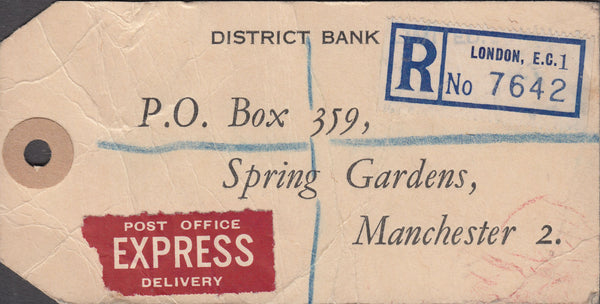 DISTRICT BANK
R
LONDON, E.C.1
No 7642
P.O. Box 359,
Spring Gardens,
Manchester 2.
POST OFFICE
EXPRESS
DELIVERY